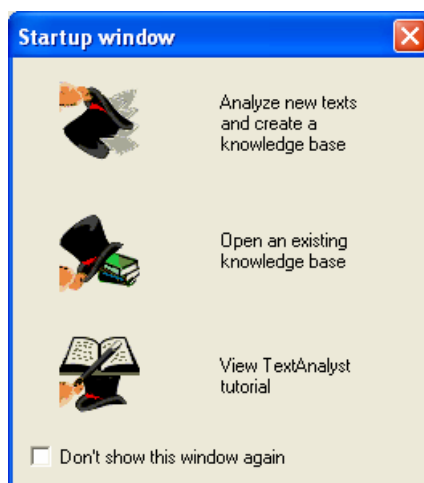 Startup window
Analyze new texts
and create a
knowledge base
Open an existing
knowledge base
View TextAnalyst
tutorial
Don't show this window again